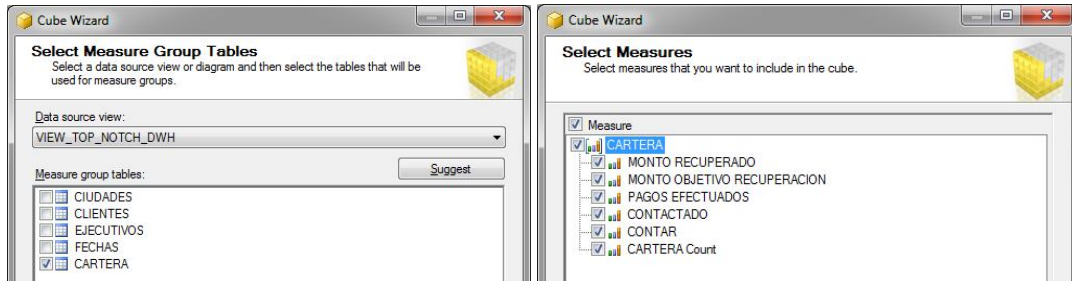 Cube Wizard
Select Measure Group Tables
Select a data source view or diagram and then select the tables that will be
used for measure groups.
Data source view:
VIEW_TOP_NOTCH_DWH
Measure group tables:
Suggest
CIUDADES
CLIENTES
EJECUTIVOS
FECHAS
CARTERA
Cube Wizard
Select Measures
Select measures that you want to include in the cube.
Measure
CARTERA
MONTO RECUPERADO
MONTO OBJETIVO RECUPERACION
PAGOS EFECTUADOS
CONTACTADO
CONTAR
CARTERA Count